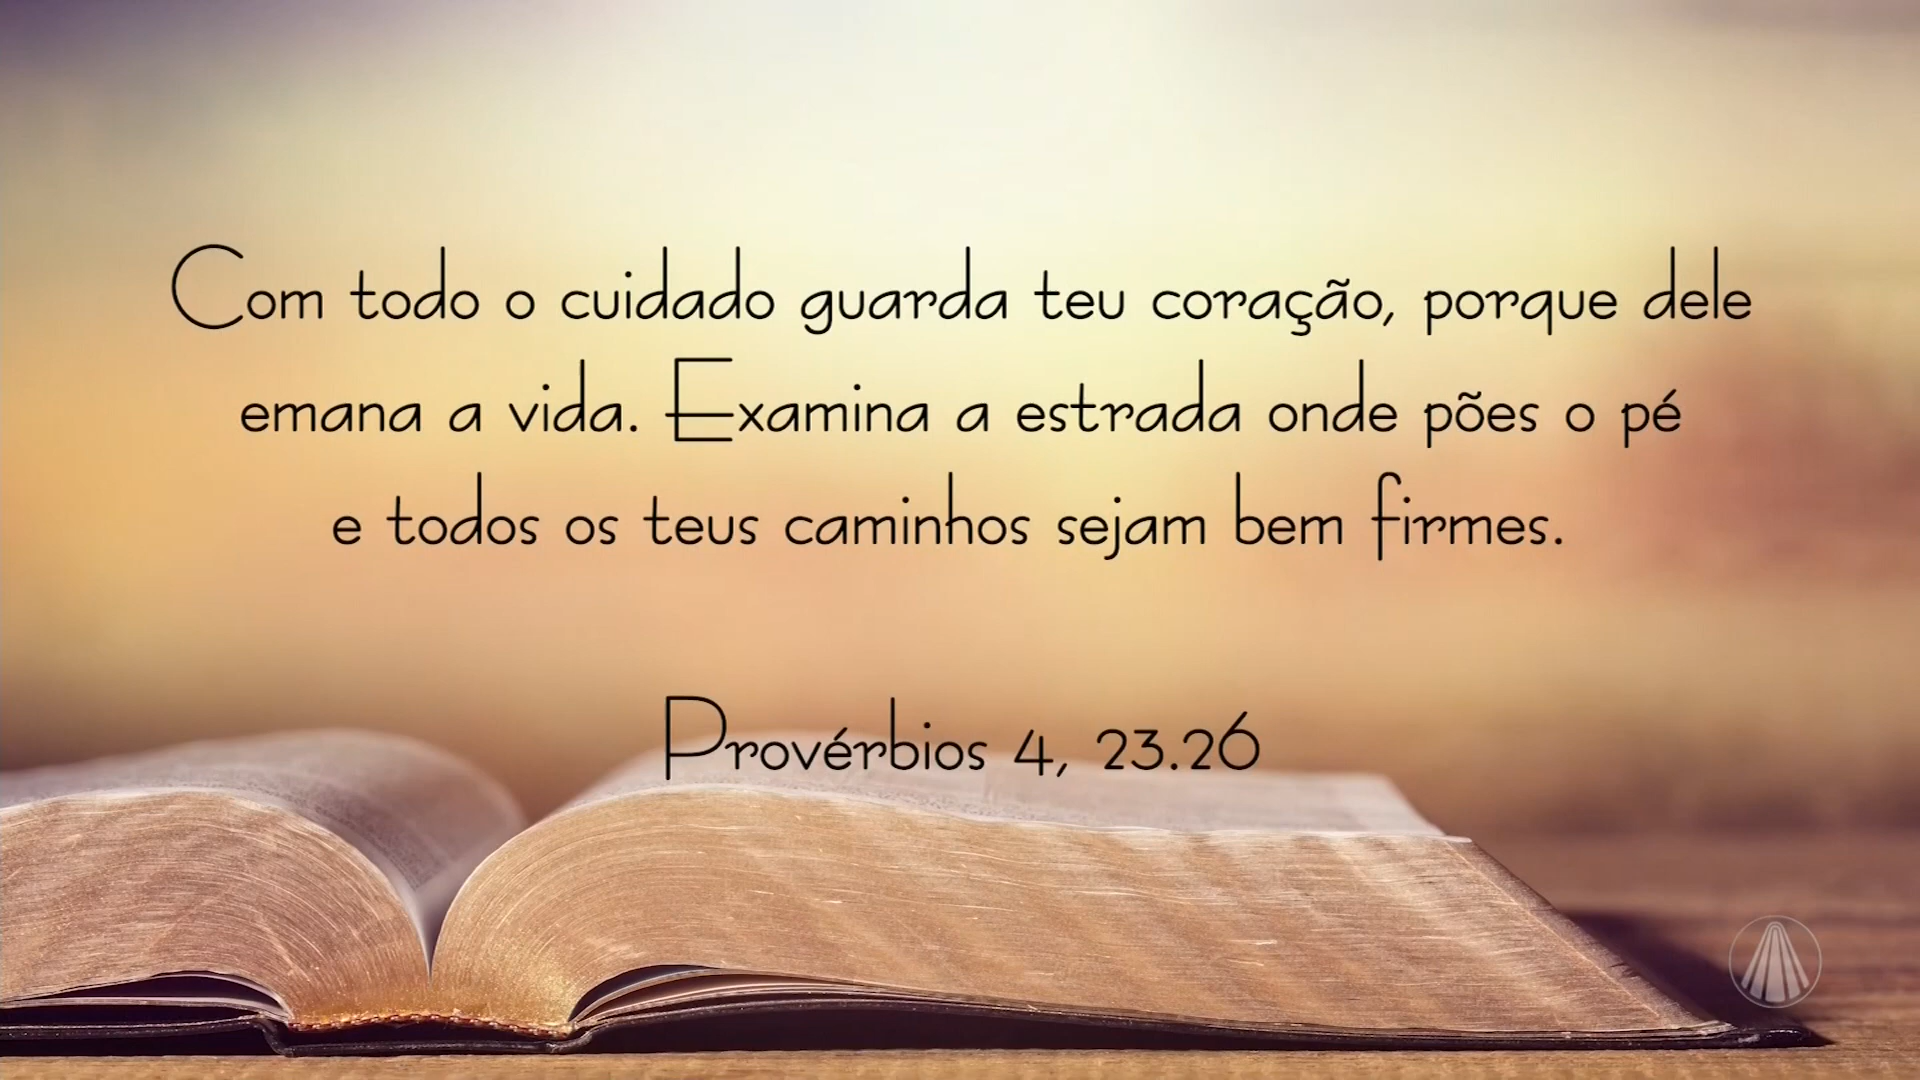 Com todo o cuidado guarda teu coração, porque dele
emana a vida. Examina a estrada onde pões o pé
e todos os teus caminhos sejam bem firmes.
Provérbios 4, 23.26